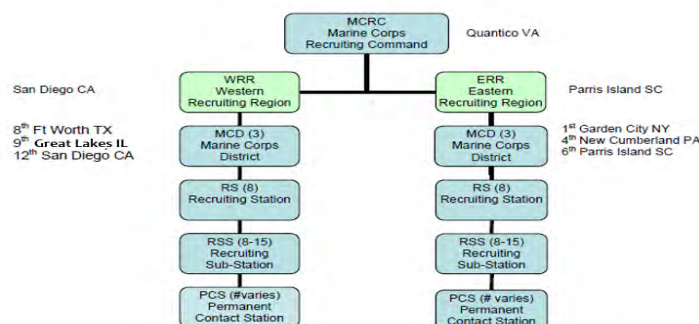 MCRC
Marine Corps
Recruiting Command
Quantico VA
San Diego CA
WRR
Western
Recruiting Region
ERR
Eastern
Recruiting Region
Parris Island SC
8th Ft Worth TX
9th Great Lakes IL
12th San Diego CA
MCD (3)
Marine Corps
District
MCD (3)
Marine Corps
District
1st Garden City NY
4th New Cumberland PA
6th Parris Island SC
RS (8)
Recruiting Station
RS (8)
Recruiting Station
RSS (8-15)
Recruiting
Sub-Station
RSS (8-15)
Recruiting
Sub-Station
PCS (#varies)
Permanent
Contact Station
PCS (# varies)
Permanent
Contact Station